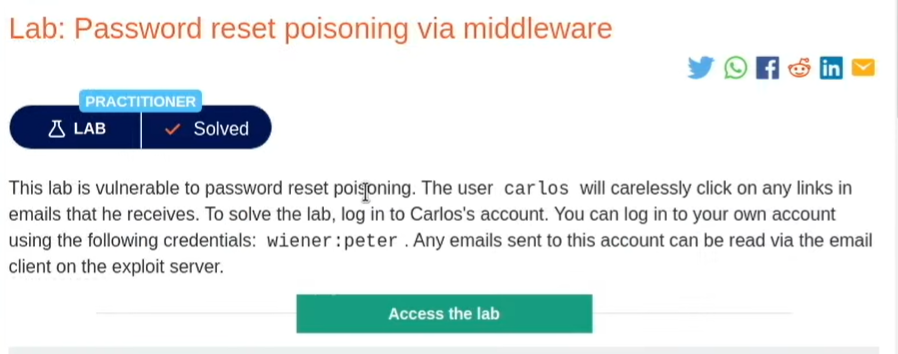 Lab: Password reset poisoning via middleware
PRACTITIONER
LAB
Solved
This lab is vulnerable to password reset poisoning. The user carlos will carelessly click on any links in
emails that he receives. To solve the lab, log in to Carlos's account. You can log in to your own account
using the following credentials: wiener:peter . Any emails sent to this account can be read via the email
client on the exploit server.
Access the lab